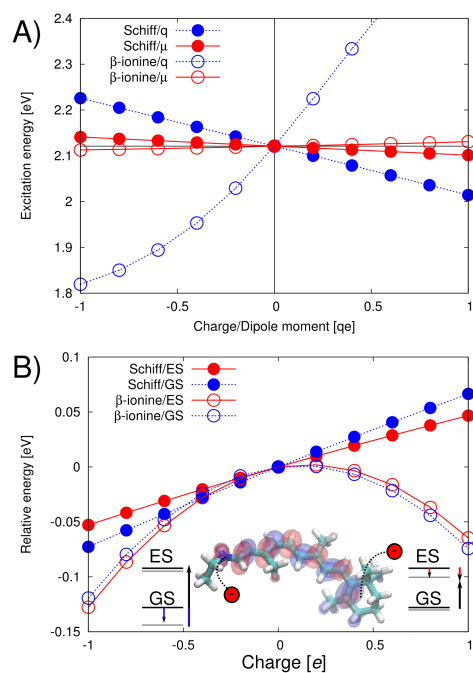 A)
Schiff/q
Schiff/μ
β-ionine/q
β-ionine/μ
Excitation energy [eV]
2.4
2.3
2.2
2.1
2
1.9
1.8
-1
-0.5
0
0.5
1
Charge/Dipole moment [qe]
B)
Schiff/ES
Schiff/GS
β-ionine/ES
β-ionine/GS
Relative energy [eV]
0.1
0.05
0
-0.05
-0.1
-0.15
ES
GS
-
-
ES
GS
-1
-0.5
0
0.5
1
Charge [e]